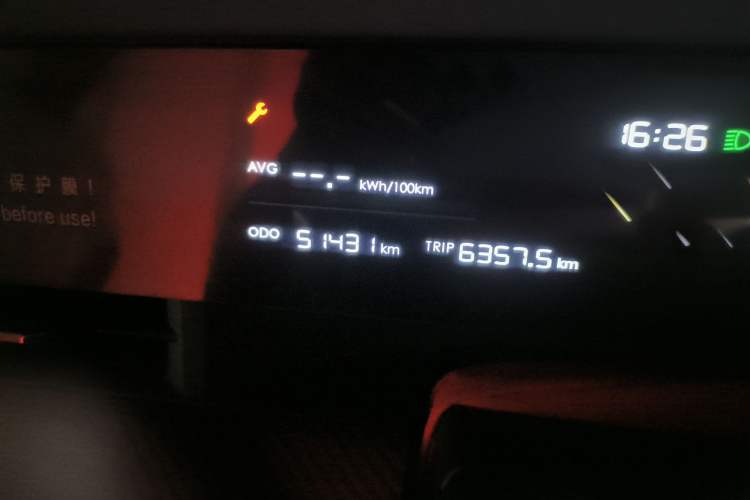 16:26
保护膜!
AVG --.- kWh/100km
before use!
ODO 51431 km TRIP 6357.5 km